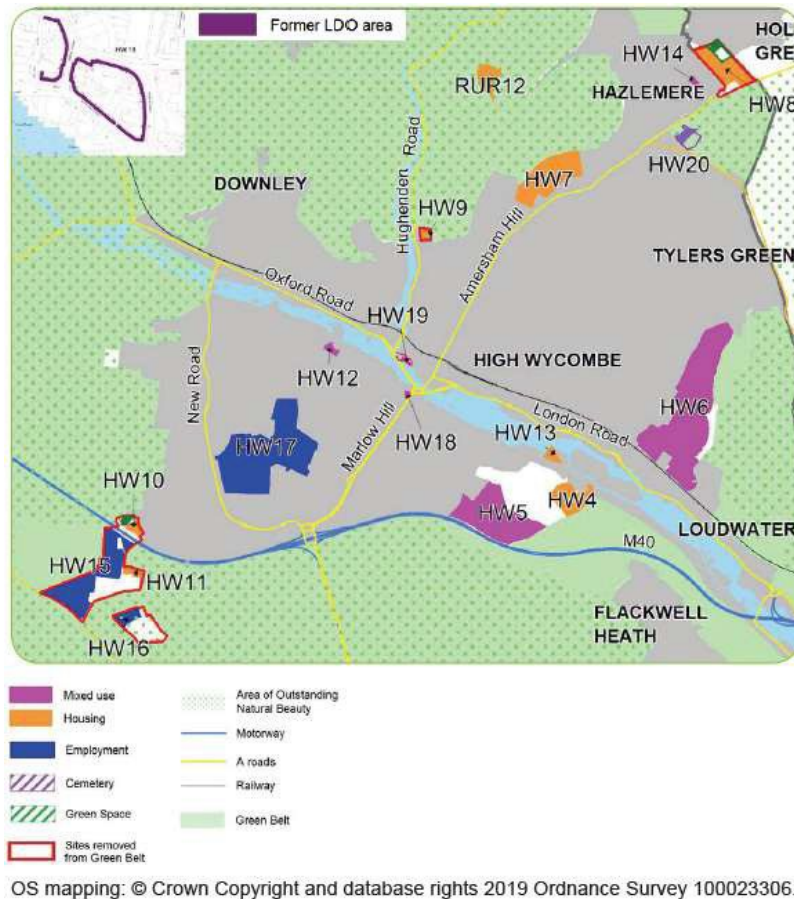 HW 18
Former LDO area
HOL
GRE
HW14
RUR12
HAZLEMERE
HW8
HW20
HW7
DOWNLEY
Hughenden Road
HW9
Amersham Hill
TYLERS GREEN
Oxford Road
HW19
HIGH WYCOMBE
HW12
HW6
New Road
London Road
HW18
HW13
HW17
Marlow Hill
HW4
HW10
HW5
LOUDWATER
M40
HW15
HW11
FLACKWELL
HEATH
HW16
Mixed use
Housing
Employment
Cemetery
Green Space
Sites removed
from Green Belt
Area of Outstanding
Natural Beauty
Motorway
A roads
Railway
Green Belt
OS mapping: © Crown Copyright and database rights 2019 Ordnance Survey 100023306.